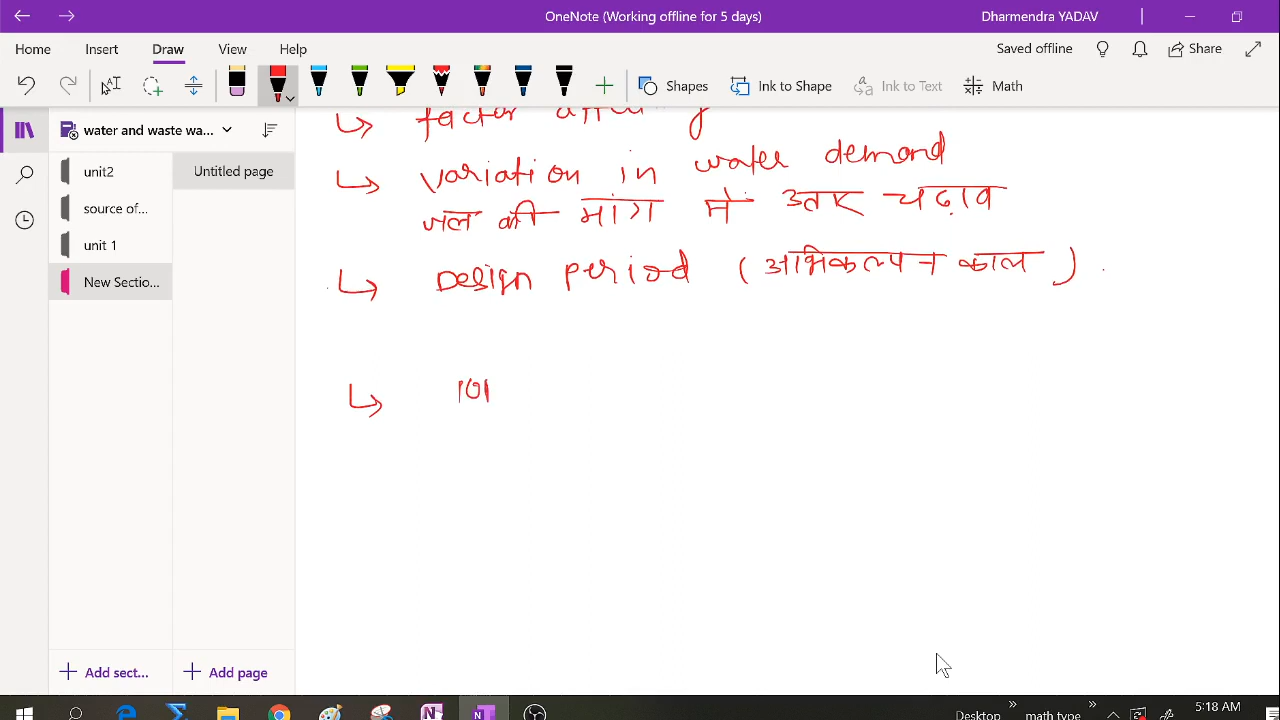 OneNote (Working offline for 5 days)
Dharmendra YADAV
Home Insert Draw View Help
Saved offline
Share
Shapes
Ink to Shape
Ink to Text
Math
water and waste wa...
unit2
source of...
unit 1
New Sectio...
Untitled page
factor
variation in water demand
जल की मांग में उतार चढ़ाव
Design period (अभिकल्पन काल)
101
Add sect...
Add page
Desktop
math type
5:18 AM